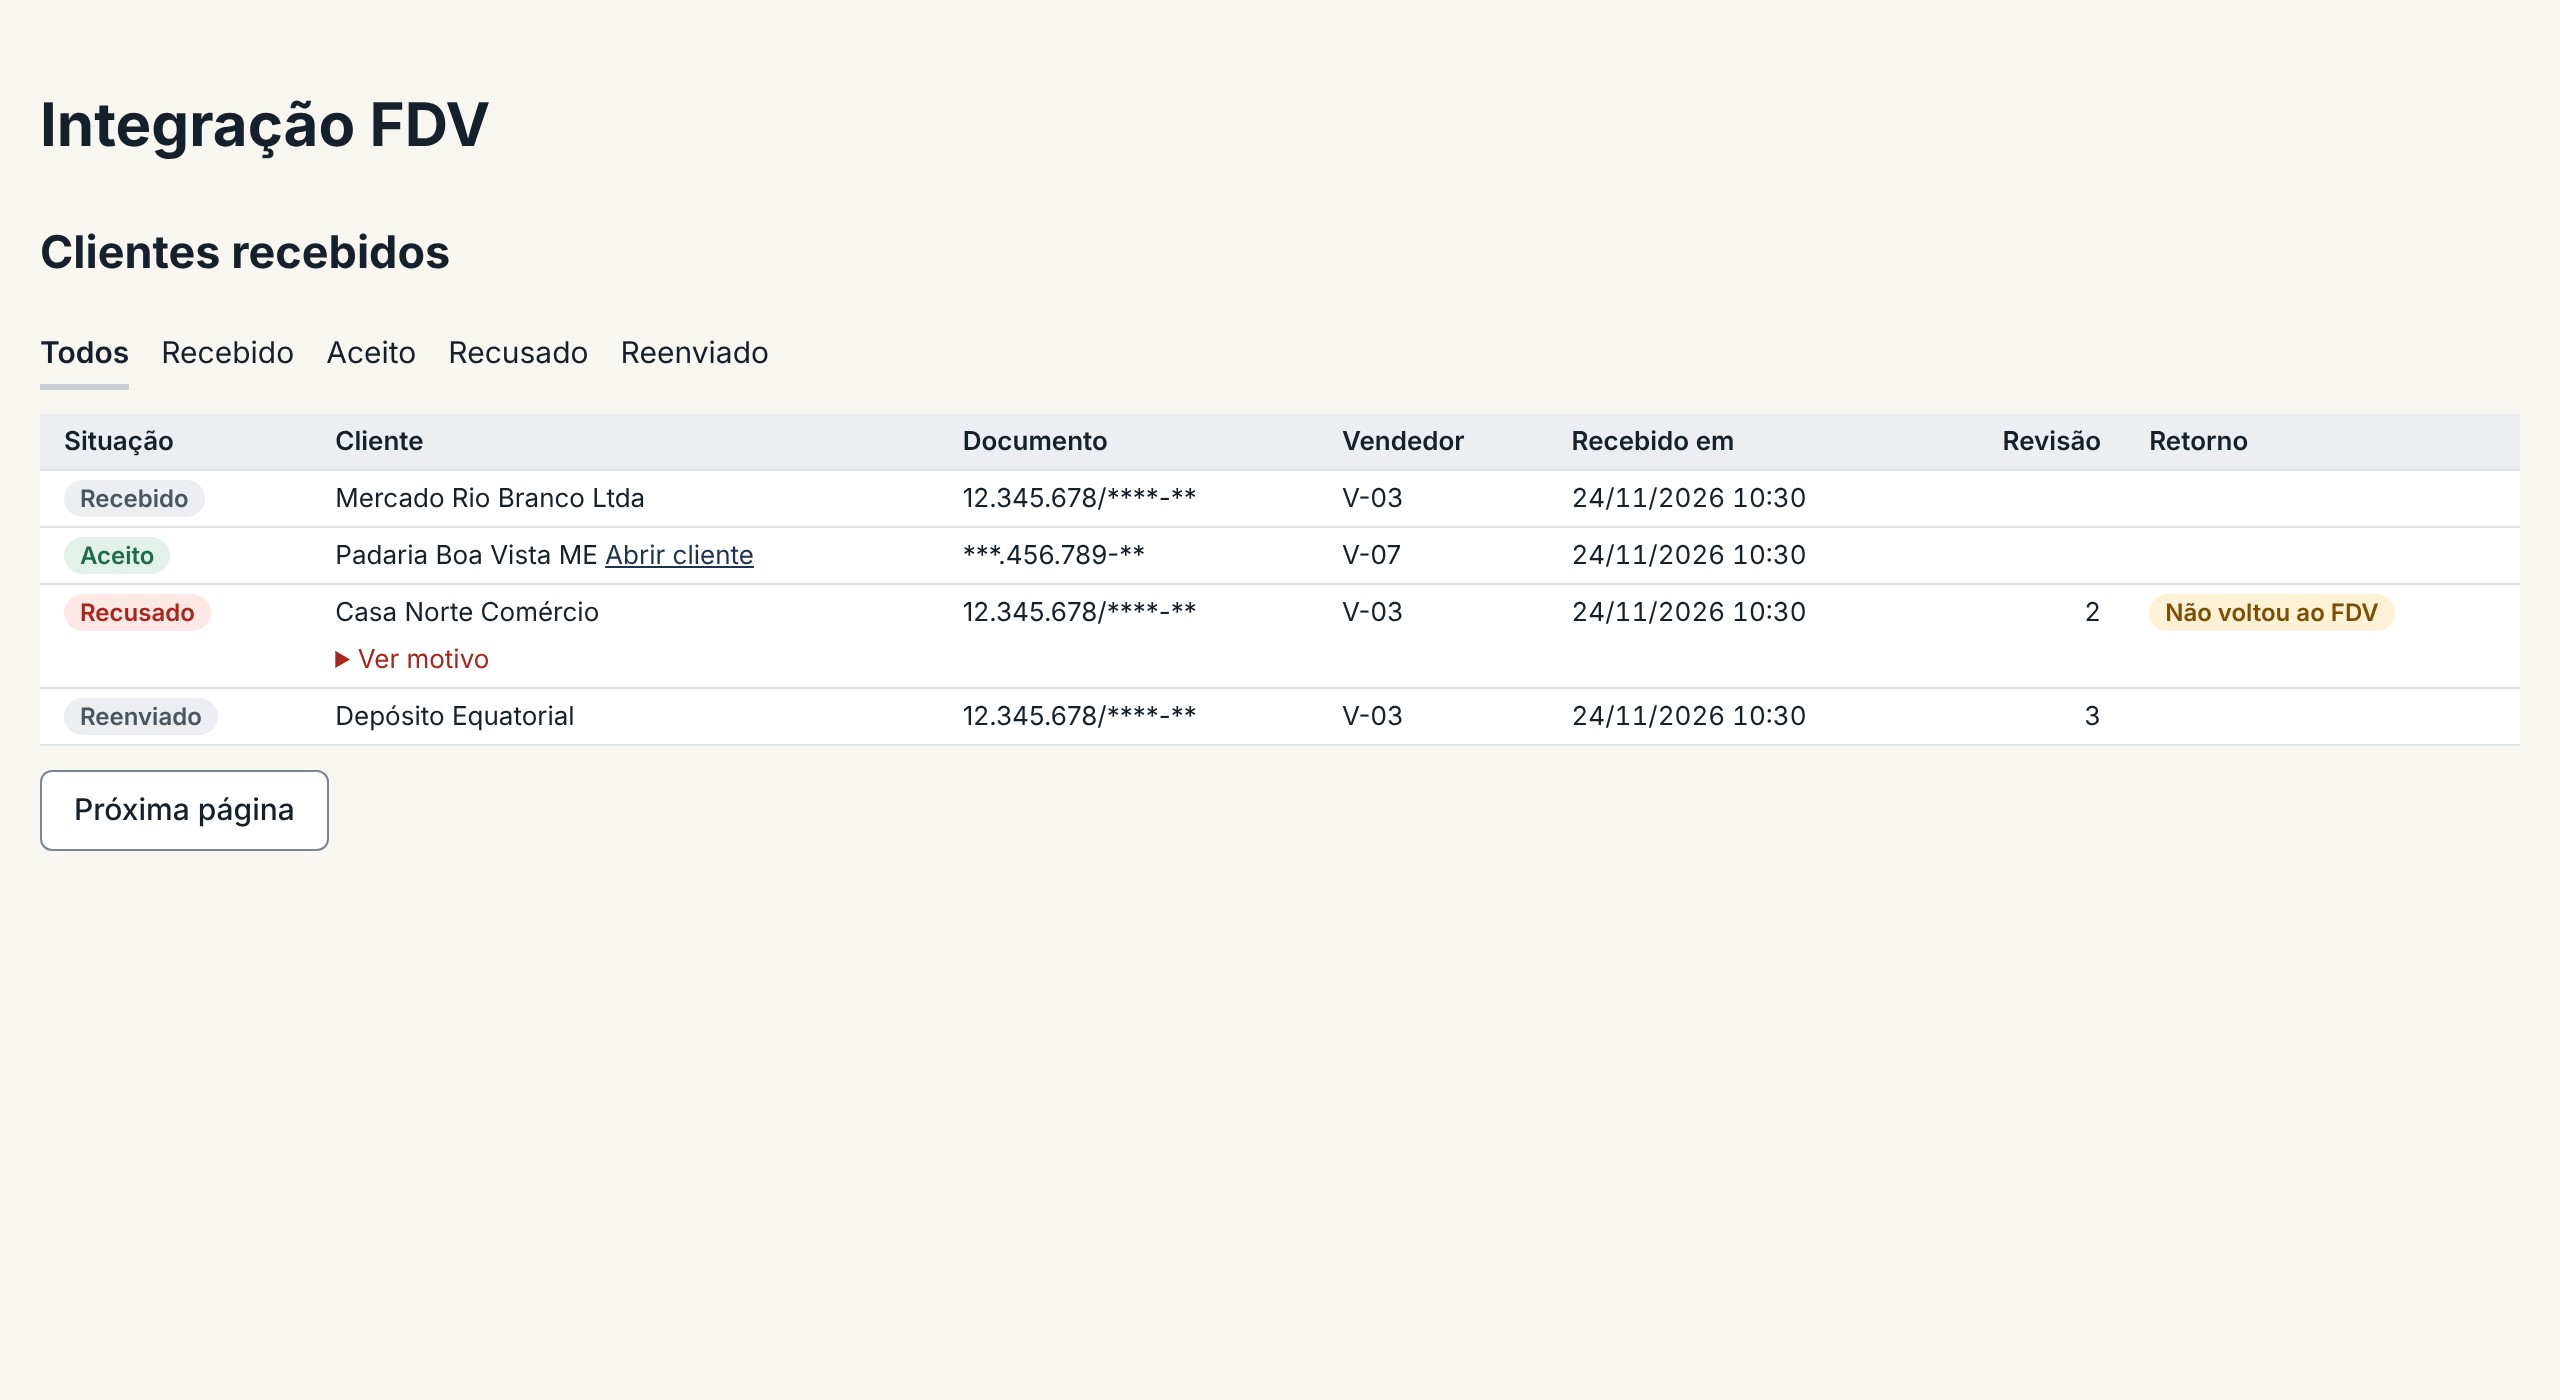 Integração FDV
Clientes recebidos
Todos Recebido Aceito Recusado Reenviado
Situação Cliente Documento Vendedor Recebido em Revisão Retorno
Recebido Mercado Rio Branco Ltda 12.345.678/****-** V-03 24/11/2026 10:30
Aceito Padaria Boa Vista ME Abrir cliente ***.456.789-** V-07 24/11/2026 10:30
Recusado Casa Norte Comércio 12.345.678/****-** V-03 24/11/2026 10:30 2 Não voltou ao FDV
Ver motivo
Reenviado Depósito Equatorial 12.345.678/****-** V-03 24/11/2026 10:30 3
Próxima página